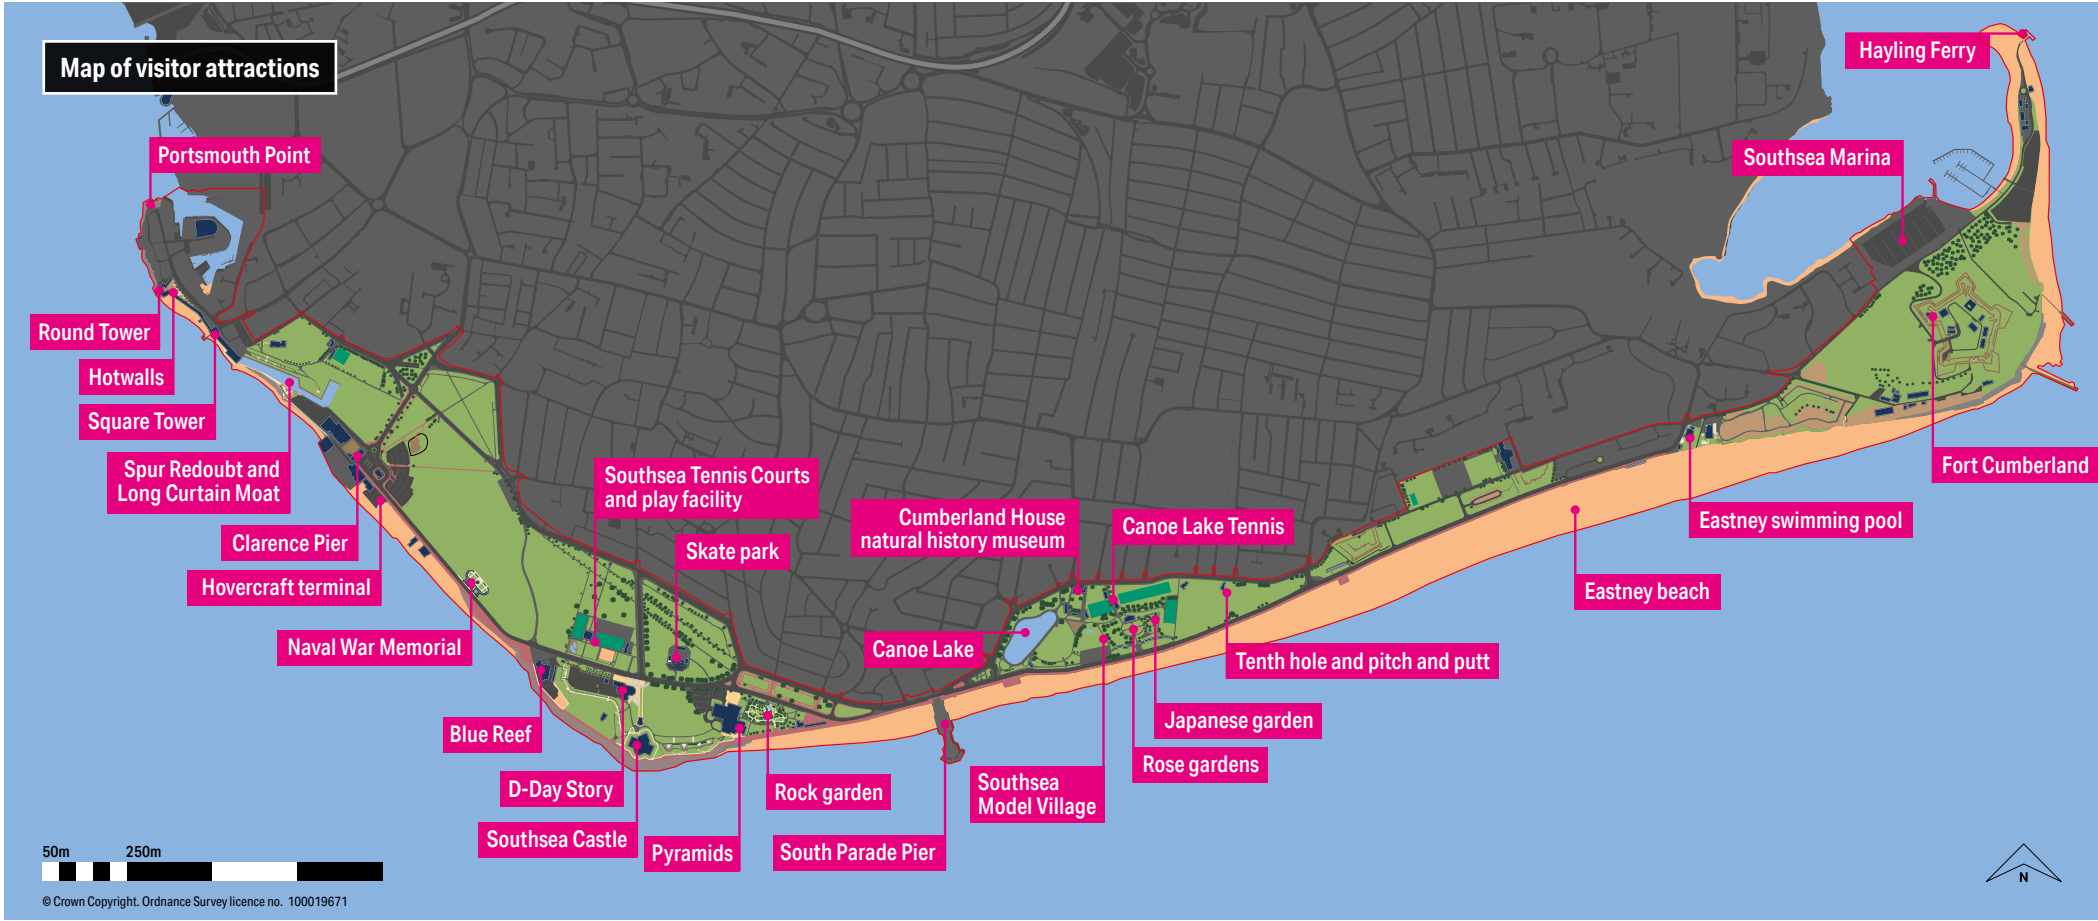 Map of visitor attractions
Hayling Ferry
Portsmouth Point
Southsea Marina
Round Tower
Hotwalls
Square Tower
Spur Redoubt and
Long Curtain Moat
Clarence Pier
Hovercraft terminal
Naval War Memorial
Southsea Tennis Courts
and play facility
Skate park
Cumberland House
natural history museum
Canoe Lake Tennis
Fort Cumberland
Eastney swimming pool
Eastney beach
Canoe Lake
Tenth hole and pitch and putt
Japanese garden
Rose gardens
Southsea
Model Village
Blue Reef
D-Day Story
Southsea Castle
Pyramids
Rock garden
South Parade Pier
50m 250m
© Crown Copyright. Ordnance Survey licence no. 100019671
N